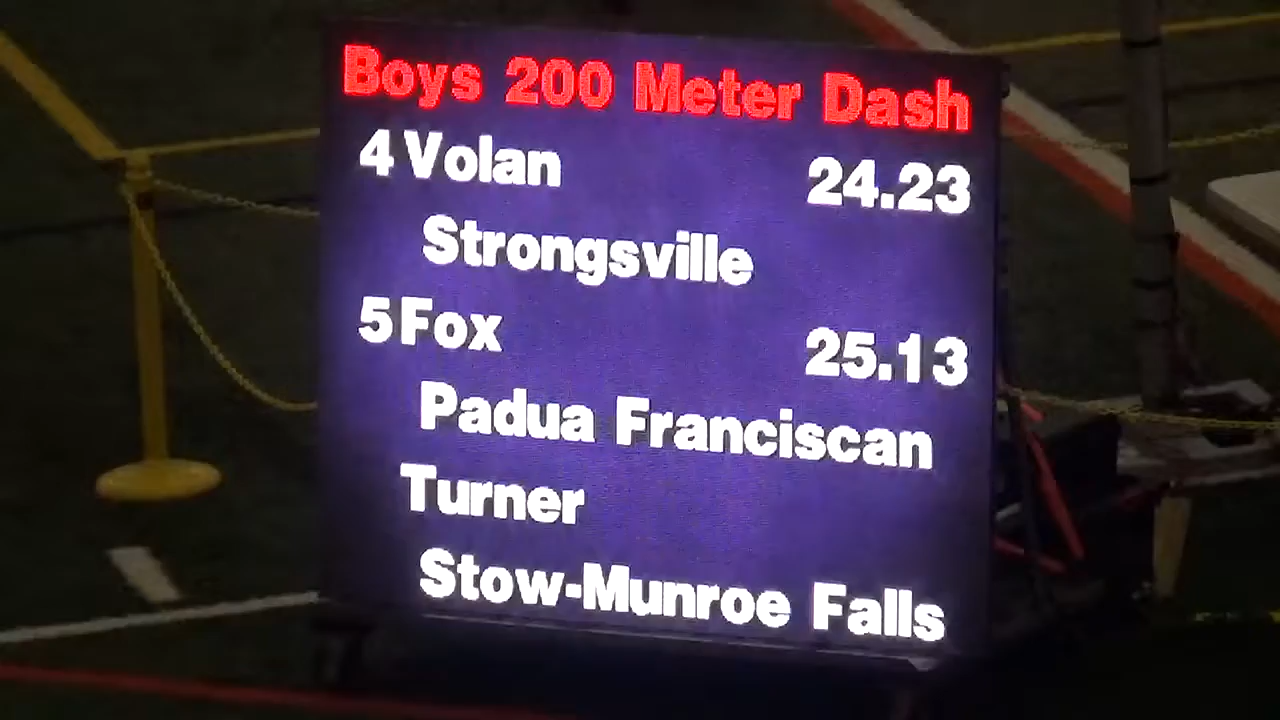 Boys 200 Meter Dash
4 Volan 24.23
Strongsville
5 Fox 25.13
Padua Franciscan
Turner
Stow-Munroe Falls